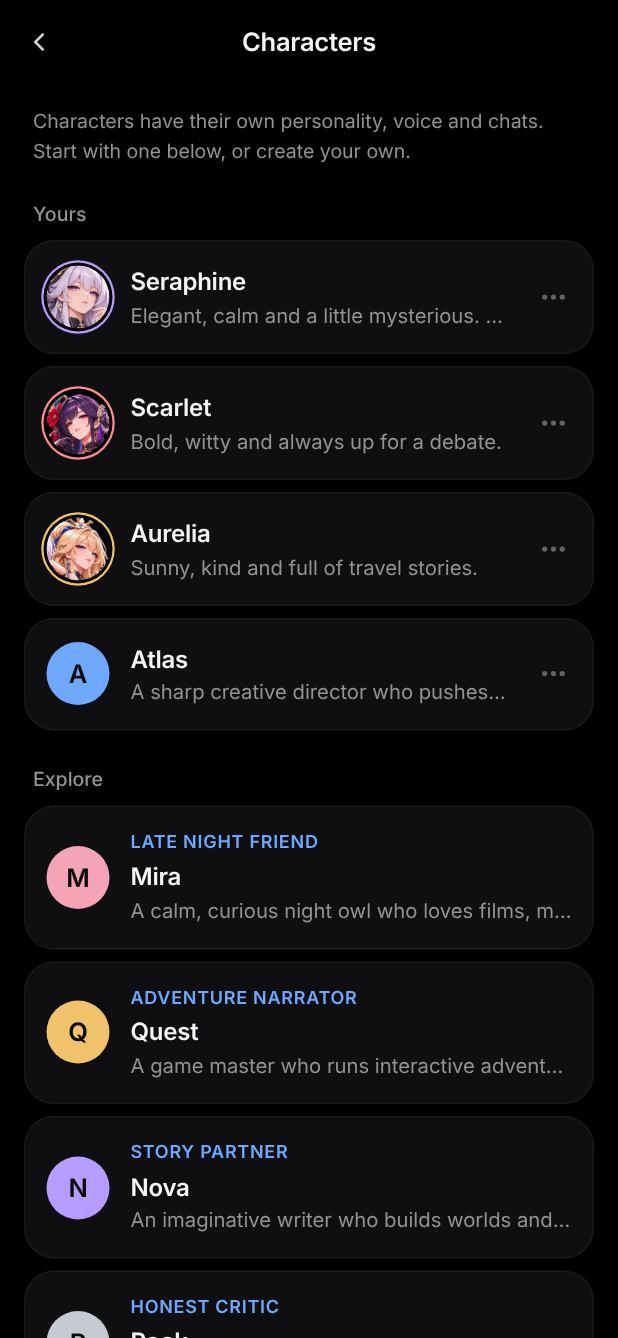 Characters
Characters have their own personality, voice and chats.
Start with one below, or create your own.
Yours
Seraphine
Elegant, calm and a little mysterious. ...
Scarlet
Bold, witty and always up for a debate.
Aurelia
Sunny, kind and full of travel stories.
A
Atlas
A sharp creative director who pushes...
Explore
LATE NIGHT FRIEND
M
Mira
A calm, curious night owl who loves films, m...
ADVENTURE NARRATOR
Q
Quest
A game master who runs interactive advent...
STORY PARTNER
N
Nova
An imaginative writer who builds worlds and...
HONEST CRITIC